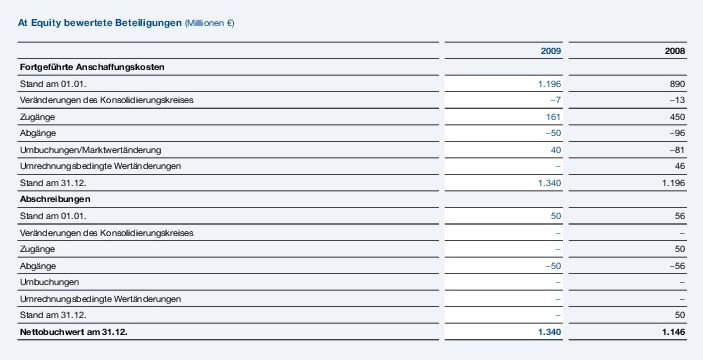 At Equity bewertete Beteiligungen (Millionen €)
2009 2008
Fortgeführte Anschaffungskosten
Stand am 01.01. 1.196 890
Veränderungen des Konsolidierungskreises –7 –13
Zugänge 161 450
Abgänge –50 –96
Umbuchungen/Marktwertänderung 40 –81
Umrechnungsbedingte Wertänderungen – 46
Stand am 31.12. 1.340 1.196
Abschreibungen
Stand am 01.01. 50 56
Veränderungen des Konsolidierungskreises – –
Zugänge – 50
Abgänge –50 –56
Umbuchungen – –
Umrechnungsbedingte Wertänderungen – –
Stand am 31.12. – 50
Nettobuchwert am 31.12. 1.340 1.146